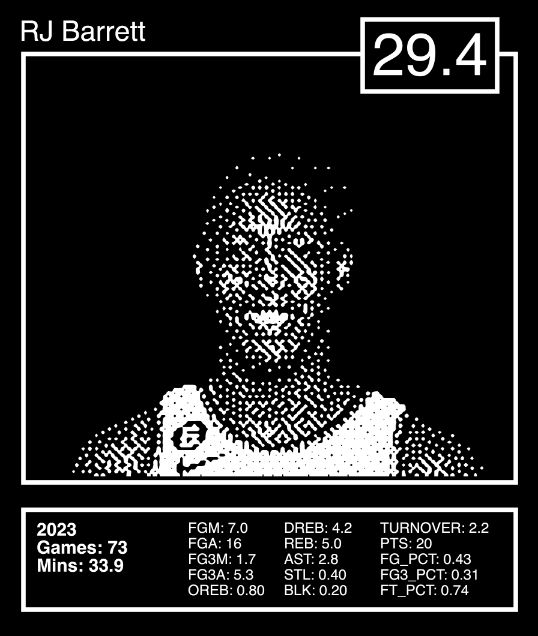 RJ Barrett
29.4
2023
Games: 73
Mins: 33.9
FGM: 7.0
FGA: 16
FG3M: 1.7
FG3A: 5.3
OREB: 0.80
DREB: 4.2
REB: 5.0
AST: 2.8
STL: 0.40
BLK: 0.20
TURNOVER: 2.2
PTS: 20
FG_PCT: 0.43
FG3_PCT: 0.31
FT_PCT: 0.74